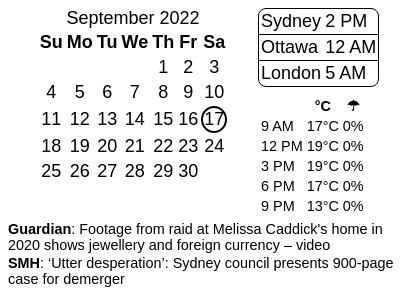 September 2022
Su Mo Tu We Th Fr Sa
1 2 3
4 5 6 7 8 9 10
11 12 13 14 15 16 17
18 19 20 21 22 23 24
25 26 27 28 29 30
Sydney 2 PM
Ottawa 12 AM
London 5 AM
°C ☂
9 AM 17°C 0%
12 PM 19°C 0%
3 PM 19°C 0%
6 PM 17°C 0%
9 PM 13°C 0%
Guardian: Footage from raid at Melissa Caddick's home in
2020 shows jewellery and foreign currency – video
SMH: ‘Utter desperation’: Sydney council presents 900-page
case for demerger